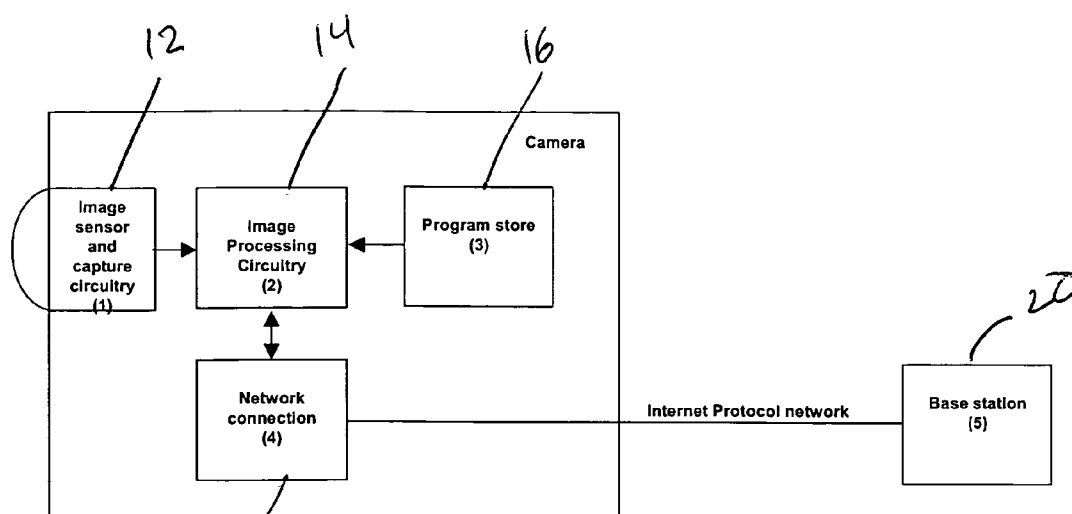 12
14
16
Camera
Image
sensor
and
capture
circuitry
(1)
Image
Processing
Circuitry
(2)
Program store
(3)
20
Network
connection
(4)
Internet Protocol network
Base station
(5)